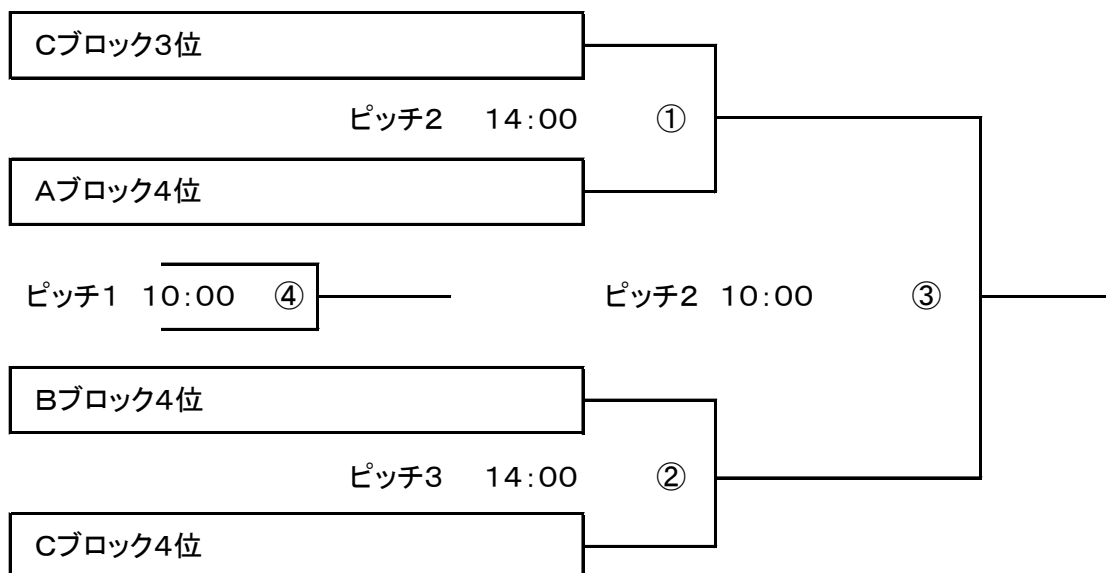 Cブロック3位
ピッチ2 14:00 ①
Aブロック4位
ピッチ1 10:00 ④ ピッチ2 10:00 ③
Bブロック4位
ピッチ3 14:00 ②
Cブロック4位